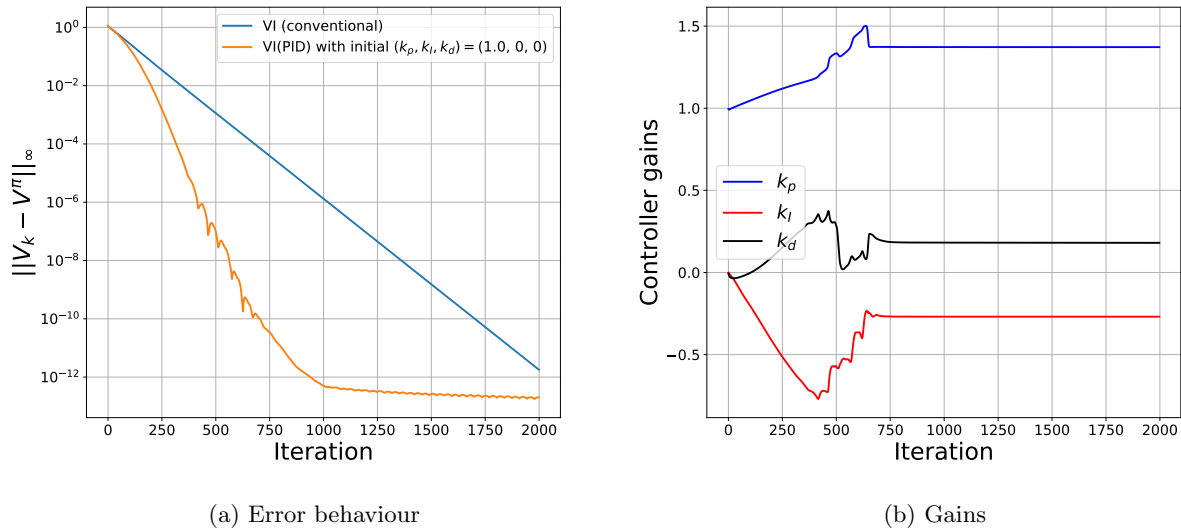 10^0
10^-2
10^-4
10^-6
10^-8
10^-10
10^-12
||V_k − V^π||_∞
VI (conventional)
VI(PID) with initial (k_p, k_I, k_d) = (1.0, 0, 0)
0 250 500 750 1000 1250 1500 1750 2000
Iteration
(a) Error behaviour
1.5
1.0
0.5
0.0
−0.5
Controller gains
k_p
k_I
k_d
0 250 500 750 1000 1250 1500 1750 2000
Iteration
(b) Gains